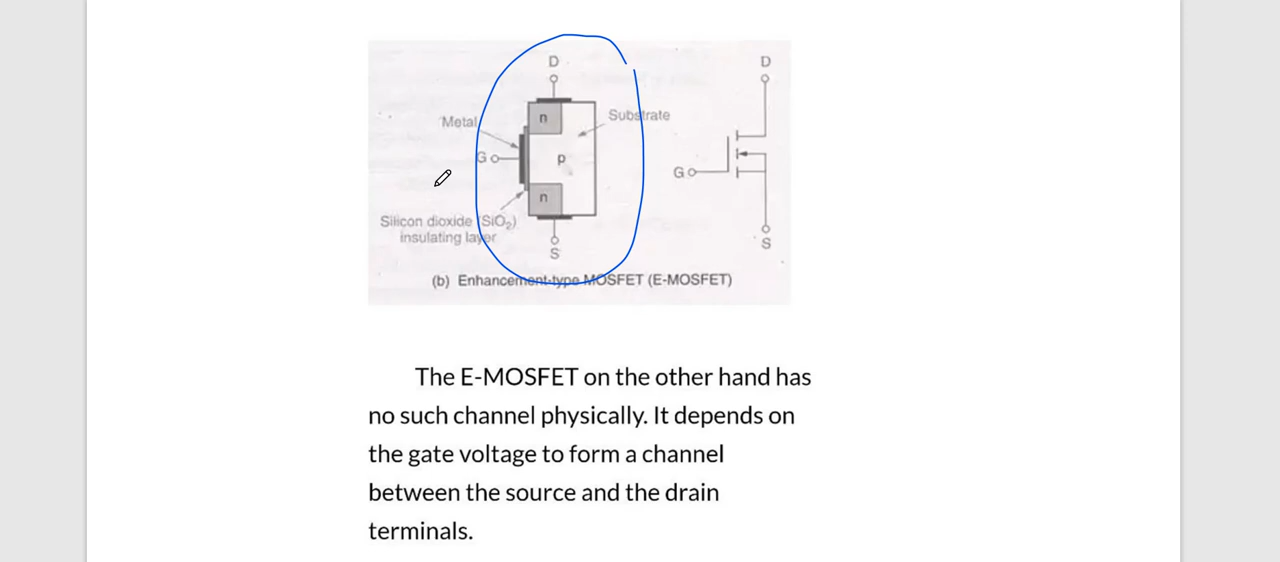 D
D
n
Substrate
Metal
G
p
G
n
Silicon dioxide (SiO₂)
insulating layer
S
S
(b) Enhancement-type MOSFET (E-MOSFET)
The E-MOSFET on the other hand has
no such channel physically. It depends on
the gate voltage to form a channel
between the source and the drain
terminals.